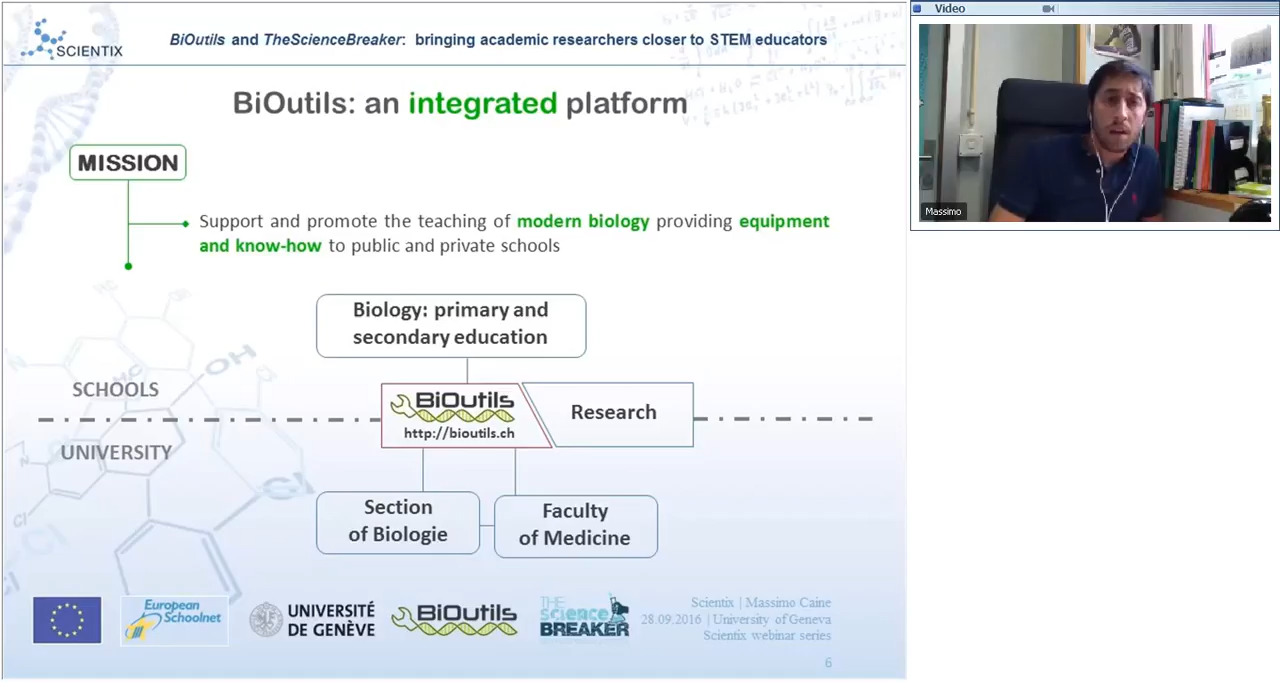 SCIENTIX
BiOutils and TheScienceBreaker: bringing academic researchers closer to STEM educators
BiOutils: an integrated platform
MISSION
Support and promote the teaching of modern biology providing equipment
and know-how to public and private schools
Biology: primary and
secondary education
SCHOOLS
BiOutils
http://bioutils.ch
Research
UNIVERSITY
Section
of Biologie
Faculty
of Medicine
European
Schoolnet
UNIVERSITÉ
DE GENÈVE
BiOutils
THE
science
BREAKER
Scientix | Massimo Caine
28.09.2016 | University of Geneva
Scientix webinar series
6
Video
Massimo
OH
Cl
Cl
Cl